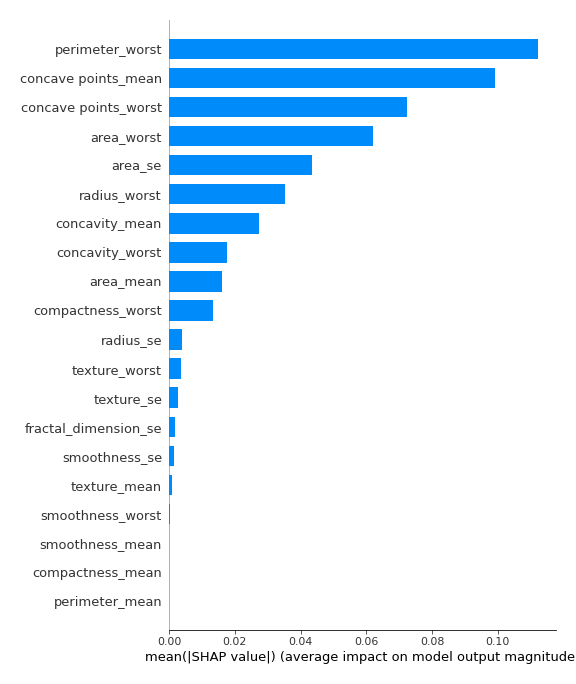 perimeter_worst
concave points_mean
concave points_worst
area_worst
area_se
radius_worst
concavity_mean
concavity_worst
area_mean
compactness_worst
radius_se
texture_worst
texture_se
fractal_dimension_se
smoothness_se
texture_mean
smoothness_worst
smoothness_mean
compactness_mean
perimeter_mean
0.00 0.02 0.04 0.06 0.08 0.10
mean(|SHAP value|) (average impact on model output magnitude